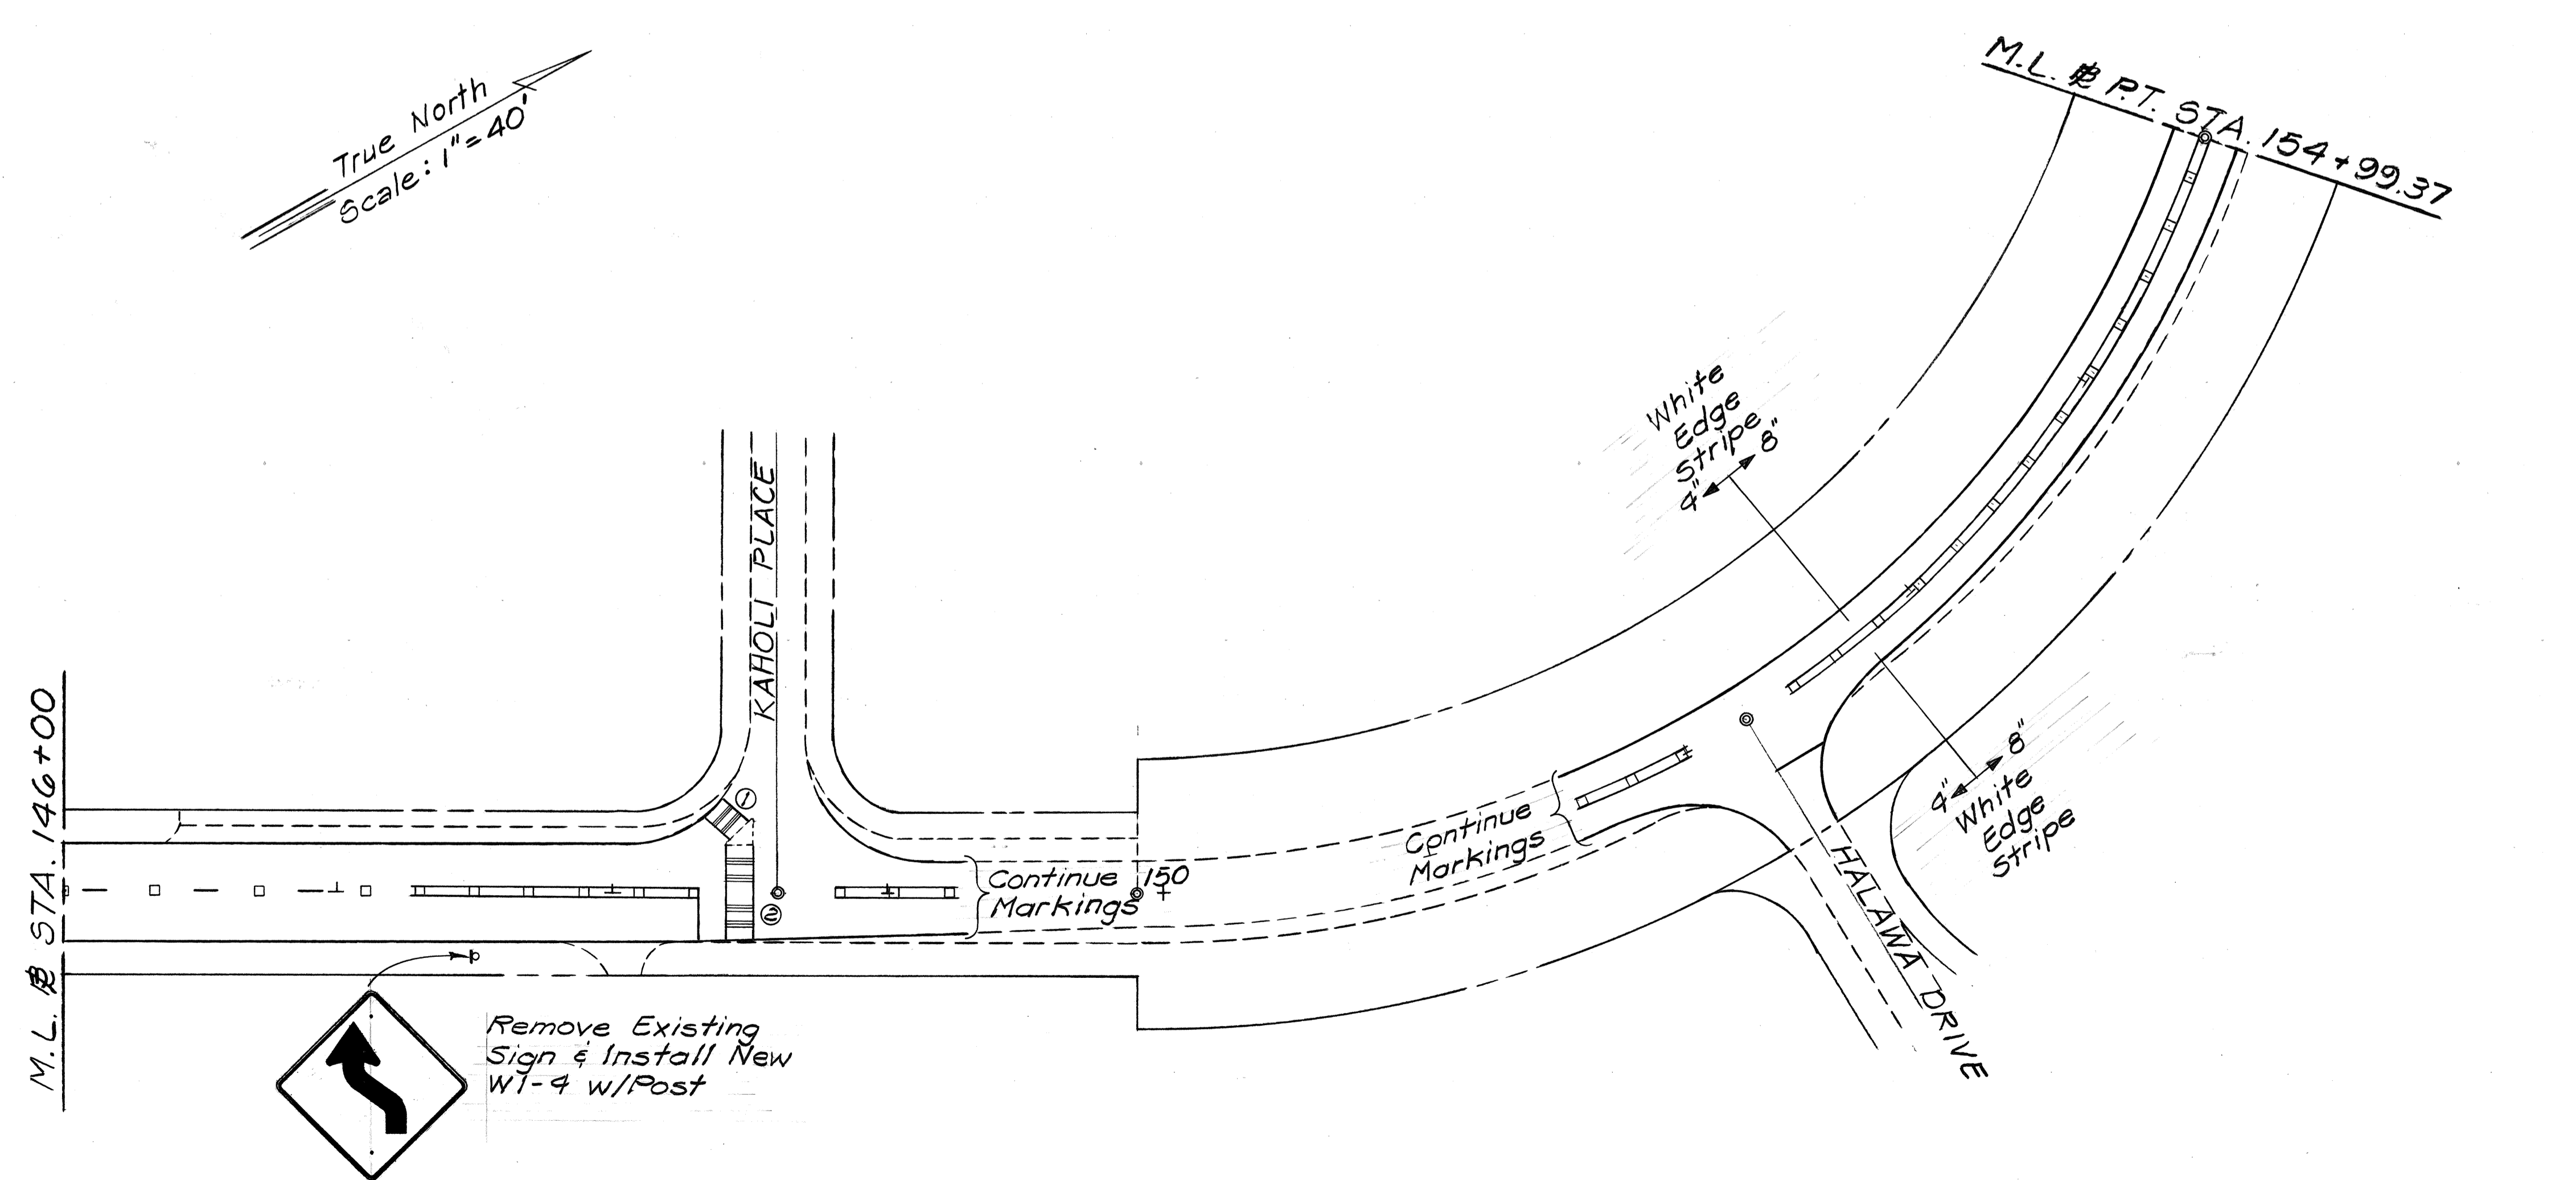 True North
Scale: 1" = 40'
M.L. ⅊ P.T. STA. 154+99.37
White
Edge
Stripe
4" 8"
KAHOLI PLACE
M.L. ⅊ STA. 146+00
1
2
Continue
Markings
150
Continue
Markings
4" 8"
White
Edge
Stripe
HALAWA DRIVE
Remove Existing
Sign & Install New
W1-4 w/Post